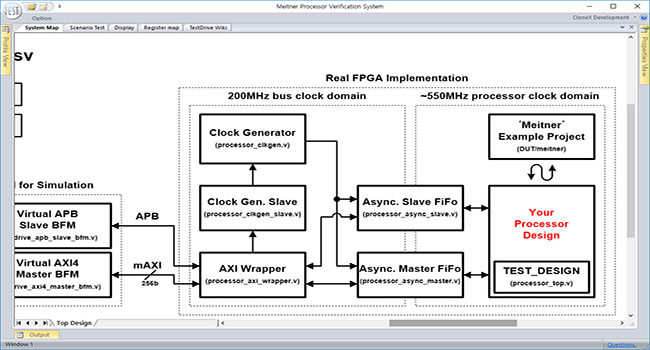 Meitner Processor Verification System
TEST
Option
CloneX Development
System Map
Scenario Test
Display
Register map
TestDrive Wiki
Profile View
Properties View
sv
Real FPGA Implementation
200MHz bus clock domain
~550MHz processor clock domain
Clock Generator
(processor_clkgen.v)
'Meitner'
Example Project
(DUT/meitner)
l for Simulation
Virtual APB
Slave BFM
drive_apb_slave_bfm.v)
APB
Clock Gen. Slave
(processor_clkgen_slave.v)
Async. Slave FiFo
(processor_async_slave.v)
Your
Processor
Design
Virtual AXI4
Master BFM
rive_axi4_master_bfm.v)
mAXI
256b
AXI Wrapper
(processor_axi_wrapper.v)
Async. Master FiFo
(processor_async_master.v)
TEST_DESIGN
(processor_top.v)
Top Design
Output
Window 1
Questions..